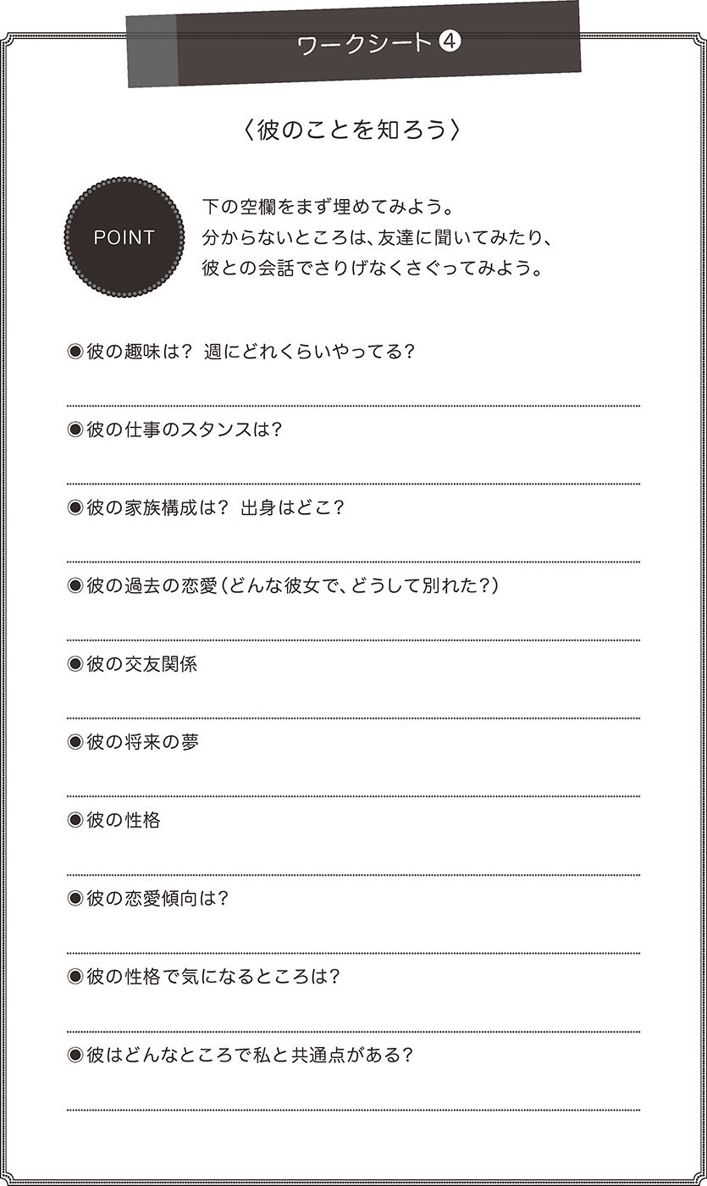 ワークシート❹
〈彼のことを知ろう〉
POINT
下の空欄をまず埋めてみよう。
分からないところは、友達に聞いてみたり、
彼との会話でさりげなくさぐってみよう。
◉彼の趣味は? 週にどれくらいやってる?
◉彼の仕事のスタンスは?
◉彼の家族構成は? 出身はどこ?
◉彼の過去の恋愛(どんな彼女で、どうして別れた?)
◉彼の交友関係
◉彼の将来の夢
◉彼の性格
◉彼の恋愛傾向は?
◉彼の性格で気になるところは?
◉彼はどんなところで私と共通点がある?